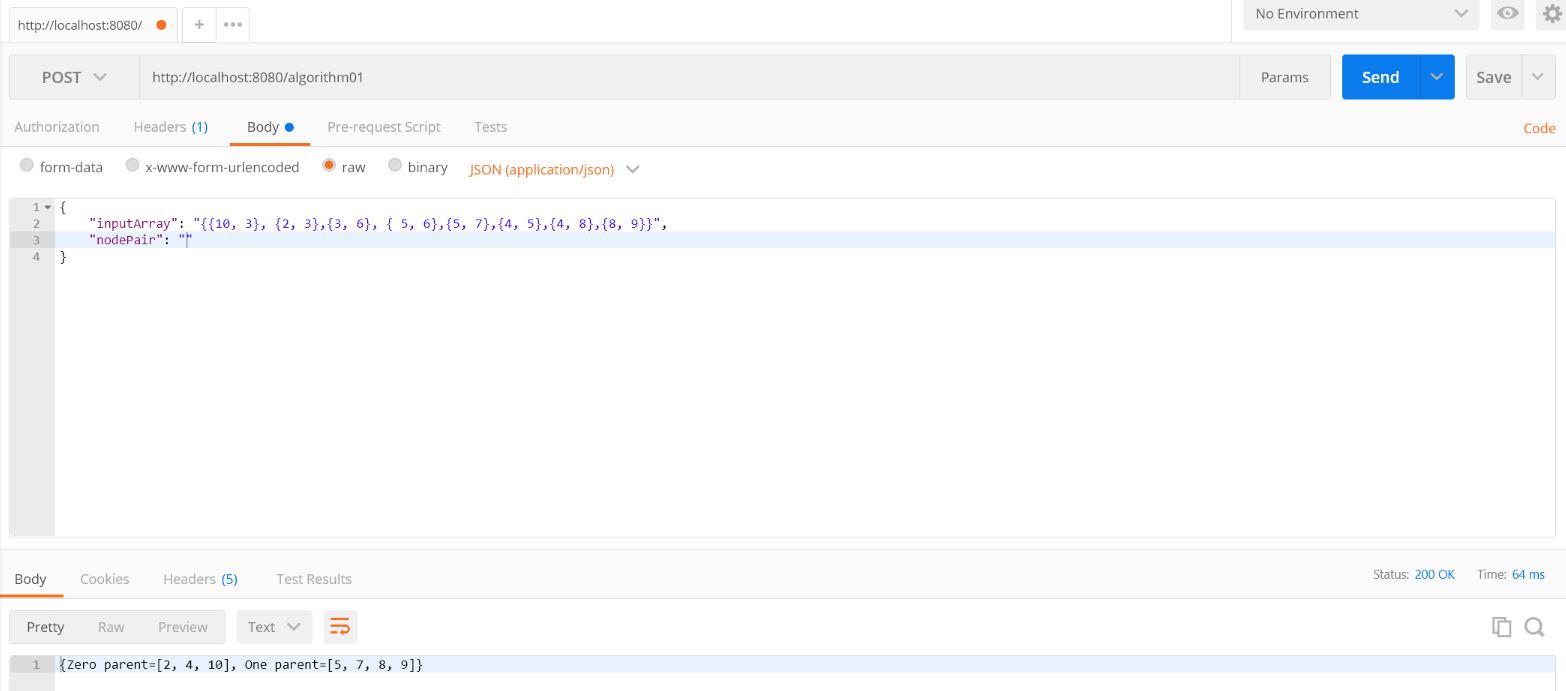 http://localhost:8080/
+
•••
No Environment
POST
http://localhost:8080/algorithm01
Params
Send
Save
Authorization
Headers (1)
Body
Pre-request Script
Tests
Code
form-data
x-www-form-urlencoded
raw
binary
JSON (application/json)
1 {
2 "inputArray": "{{10, 3}, {2, 3},{3, 6}, { 5, 6},{5, 7},{4, 5},{4, 8},{8, 9}}",
3 "nodePair": ""
4 }
Body
Cookies
Headers (5)
Test Results
Status: 200 OK
Time: 64 ms
Pretty
Raw
Preview
Text
1 {Zero parent=[2, 4, 10], One parent=[5, 7, 8, 9]}